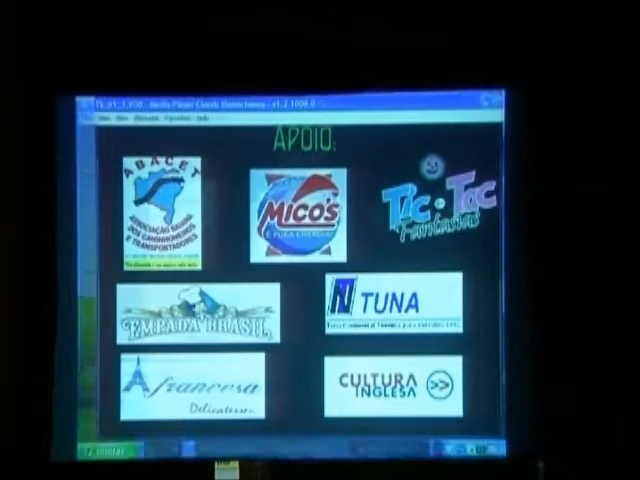 APOIO:
ABACET
ASSOCIAÇÃO BAIANA
DOS CAMINHONEIROS
E TRANSPORTADORES
MICO'S
É PURA ENERGIA!
Tic • Tac
Fantasias
EMPADA BRASIL
TUNA
A francesa
Delicatessen
CULTURA
INGLESA